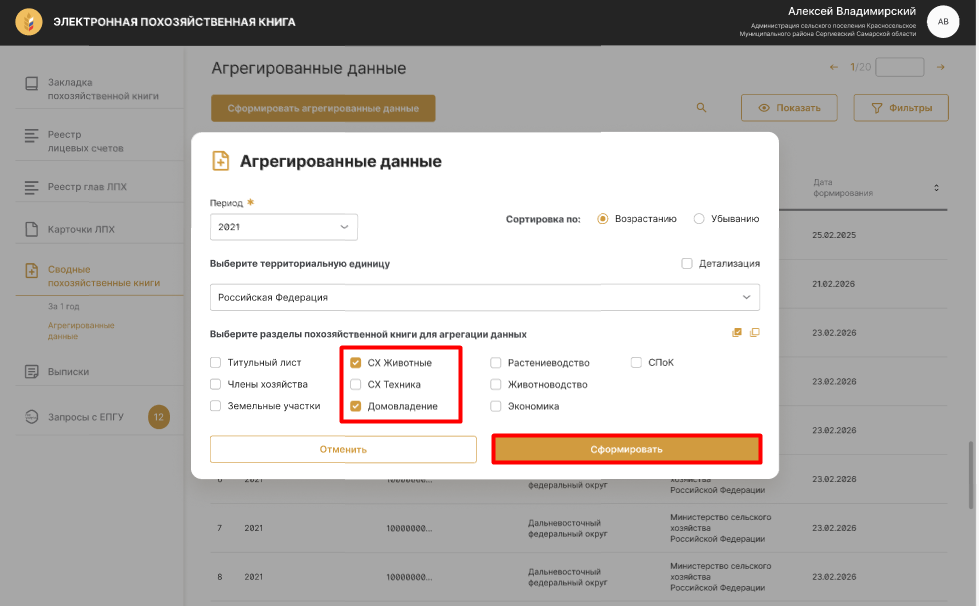 ЭЛЕКТРОННАЯ ПОХОЗЯЙСТВЕННАЯ КНИГА
Алексей Владимирский
Администрация сельского поселения Красносельское
Муниципального района Сергиевский Самарской области
АВ
Закладка
похозяйственной книги
Реестр
лицевых счетов
Реестр глав ЛПХ
Карточки ЛПХ
Сводные
похозяйственные книги
За 1 год
Агрегированные
данные
Выписки
Запросы с ЕПГУ
12
Агрегированные данные
1/20
Сформировать агрегированные данные
Показать
Фильтры
Дата
формирования
25.02.2025
21.02.2026
23.02.2026
23.02.2026
23.02.2026
Агрегированные данные
Период *
2021
Сортировка по:
Возрастанию
Убыванию
Выберите территориальную единицу
Детализация
Российская Федерация
Выберите разделы похозяйственной книги для агрегации данных
Титульный лист
СХ Животные
Растениеводство
СПоК
Члены хозяйства
СХ Техника
Животноводство
Земельные участки
Домовладение
Экономика
Отменить
Сформировать
6 2021
федеральный округ
хозяйства
Российской Федерации
23.02.2026
7 2021 10000000...
Дальневосточный
федеральный округ
Министерство сельского
хозяйства
Российской Федерации
23.02.2026
8 2021 10000000...
Дальневосточный
федеральный округ
Министерство сельского
хозяйства
Российской Федерации
23.02.2026